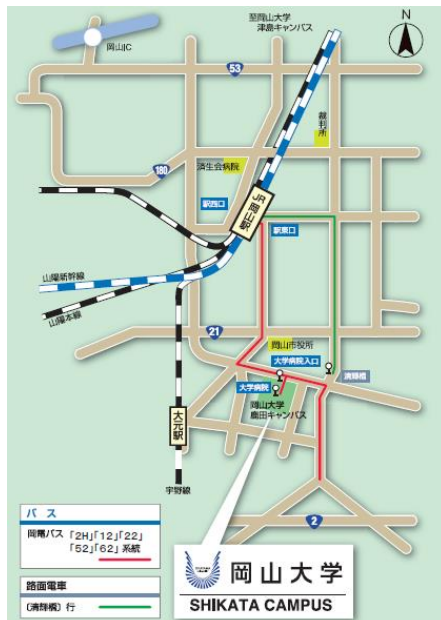 至岡山大学
津島キャンパス
N
岡山IC
53
裁判所
済生会病院
180
駅西口
JR岡山駅
駅東口
山陽新幹線
山陽本線
21
岡山市役所
大学病院入口
大学病院
清輝橋
岡山大学
鹿田キャンパス
大元駅
宇野線
2
バス
岡電バス「2H」「12」「22」
「52」「62」系統
路面電車
〔清輝橋〕行
岡山大学
SHIKATA CAMPUS